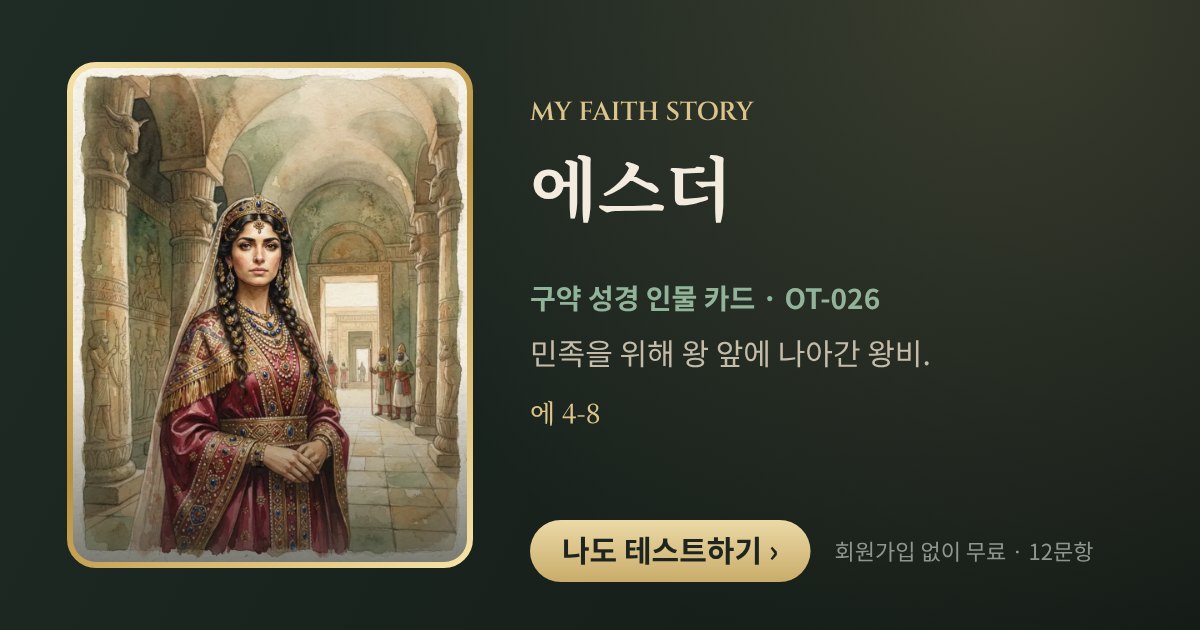 MY FAITH STORY
에스더
구약 성경 인물 카드 · OT-026
민족을 위해 왕 앞에 나아간 왕비.
에 4-8
나도 테스트하기 ›
회원가입 없이 무료 · 12문항